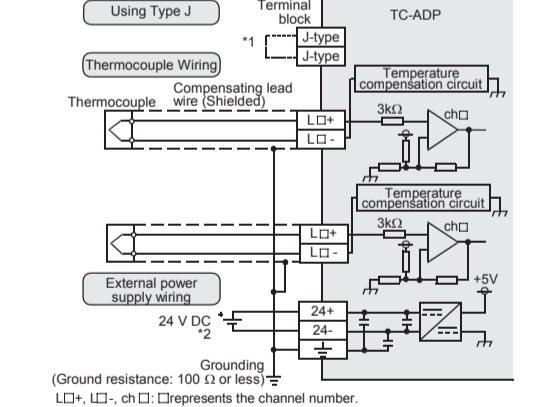 Using Type J
Terminal
block
TC-ADP
*1
J-type
J-type
Thermocouple Wiring
Temperature
compensation circuit
Compensating lead
wire (Shielded)
Thermocouple
3kΩ
ch□
L□+
L□-
Temperature
compensation circuit
3kΩ
ch□
L□+
L□-
External power
supply wiring
+5V
24 V DC
*2
+
24+
24-
Grounding
(Ground resistance: 100 Ω or less)
L□+, L□-, ch □: □represents the channel number.